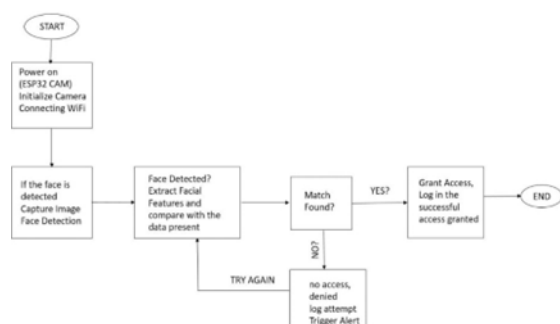 START
Power on
(ESP32 CAM)
Initialize Camera
Connecting WiFi
If the face is
detected
Capture Image
Face Detection
Face Detected?
Extract Facial
Features and
compare with the
data present
Match
Found?
YES?
Grant Access,
Log in the
successful
access granted
END
NO?
TRY AGAIN
no access,
denied
log attempt
Trigger Alert